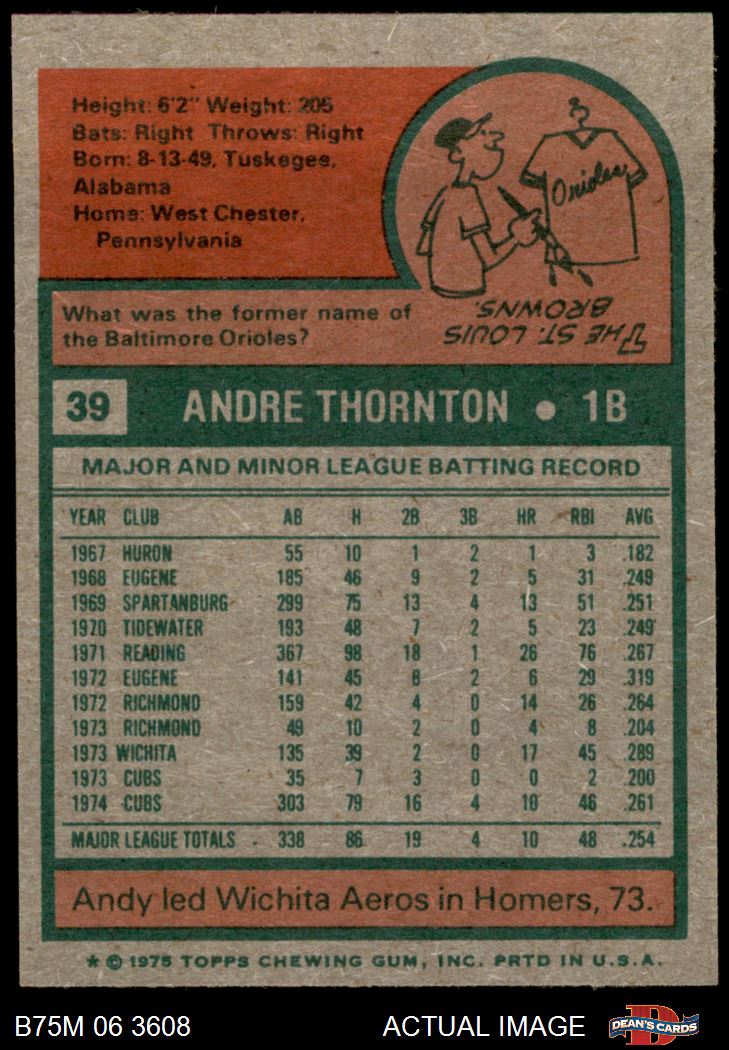 Height: 6'2" Weight: 205
Bats: Right Throws: Right
Born: 8-13-49, Tuskegee,
Alabama
Home: West Chester,
Pennsylvania
Orioles
What was the former name of
the Baltimore Orioles?
THE ST. LOUIS
BROWNS.
39 ANDRE THORNTON • 1B
MAJOR AND MINOR LEAGUE BATTING RECORD
YEAR CLUB AB H 2B 3B HR RBI AVG
1967 HURON 55 10 1 2 1 3 .182
1968 EUGENE 185 46 9 2 5 31 .249
1969 SPARTANBURG 299 75 13 4 13 51 .251
1970 TIDEWATER 193 48 7 2 5 23 .249
1971 READING 367 98 18 1 26 76 .267
1972 EUGENE 141 45 8 2 6 29 .319
1972 RICHMOND 159 42 4 0 14 26 .264
1973 RICHMOND 49 10 2 0 4 8 .204
1973 WICHITA 135 39 2 0 17 45 .289
1973 CUBS 35 7 3 0 0 2 .200
1974 CUBS 303 79 16 4 10 46 .261
MAJOR LEAGUE TOTALS . 338 86 19 4 10 48 .254
Andy led Wichita Aeros in Homers, 73.
* © 1975 TOPPS CHEWING GUM, INC. PRTD IN U.S.A.
B75M 06 3608 ACTUAL IMAGE D DEAN'S CARDS